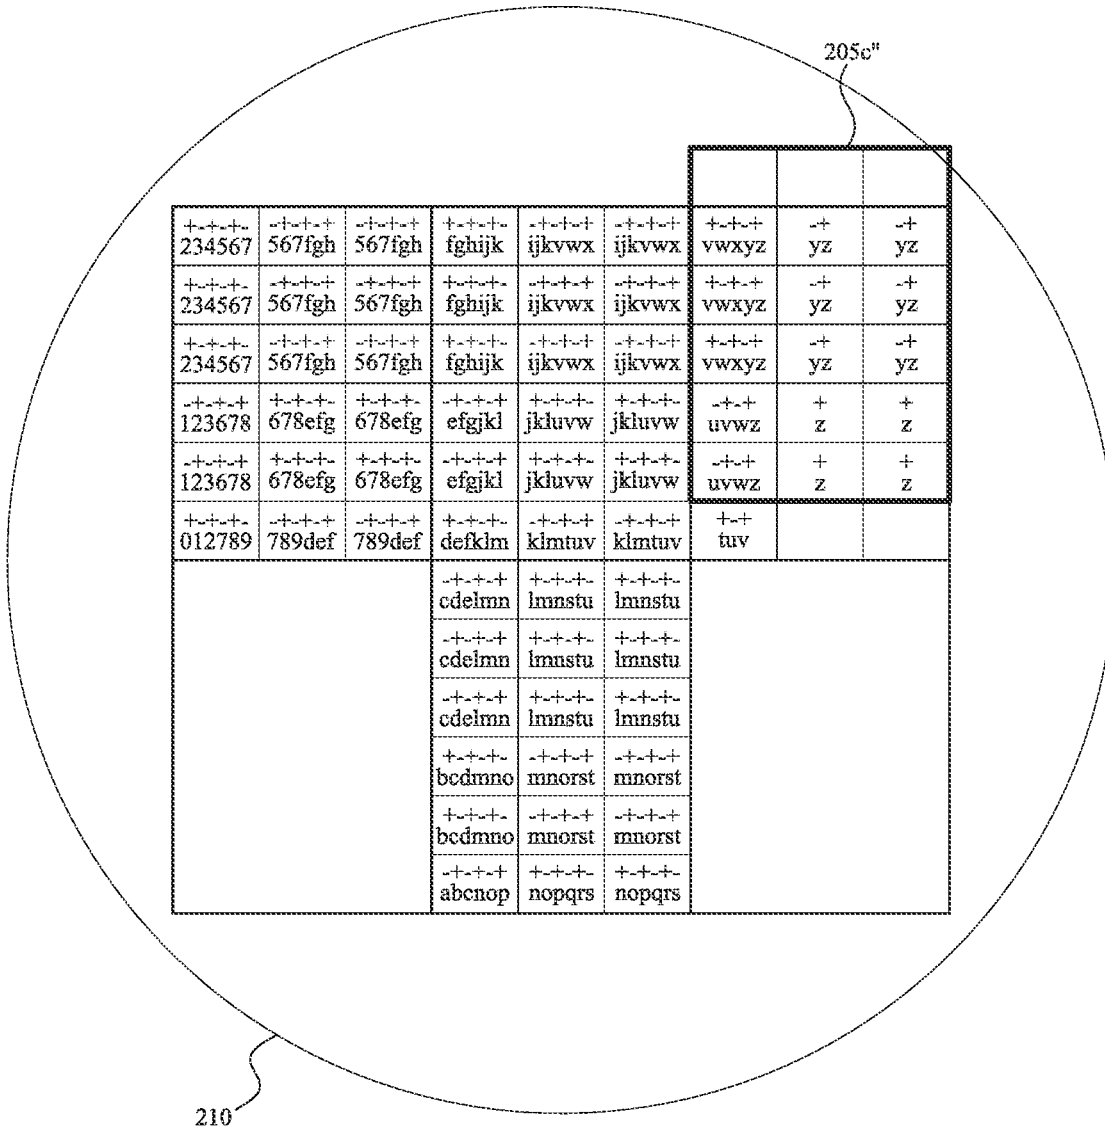 205c"
+-+-+- -+-+-+ -+-+-+ +-+-+- -+-+-+ -+-+-+ +-+-+ -+ -+
234567 567fgh 567fgh fghijk ijkvwx ijkvwx vwxyz yz yz
+-+-+- -+-+-+ -+-+-+ +-+-+- -+-+-+ -+-+-+ +-+-+ -+ -+
234567 567fgh 567fgh fghijk ijkvwx ijkvwx vwxyz yz yz
+-+-+- -+-+-+ -+-+-+ +-+-+- -+-+-+ -+-+-+ +-+-+ -+ -+
234567 567fgh 567fgh fghijk ijkvwx ijkvwx vwxyz yz yz
-+-+-+ +-+-+- +-+-+- -+-+-+ +-+-+- +-+-+- -+-+ + +
123678 678efg 678efg efgjkl jkluvw jkluvw uvwz z z
-+-+-+ +-+-+- +-+-+- -+-+-+ +-+-+- +-+-+- -+-+ + +
123678 678efg 678efg efgjkl jkluvw jkluvw uvwz z z
+-+-+- -+-+-+ -+-+-+ +-+-+- -+-+-+ -+-+-+ +-+
012789 789def 789def defklm klmtuv klmtuv tuv
-+-+-+ +-+-+- +-+-+-
cdelmn lmnstu lmnstu
-+-+-+ +-+-+- +-+-+-
cdelmn lmnstu lmnstu
-+-+-+ +-+-+- +-+-+-
cdelmn lmnstu lmnstu
+-+-+- -+-+-+ -+-+-+
bcdmno mnorst mnorst
+-+-+- -+-+-+ -+-+-+
bcdmno mnorst mnorst
-+-+-+ +-+-+- +-+-+-
abcnop nopqrs nopqrs
210